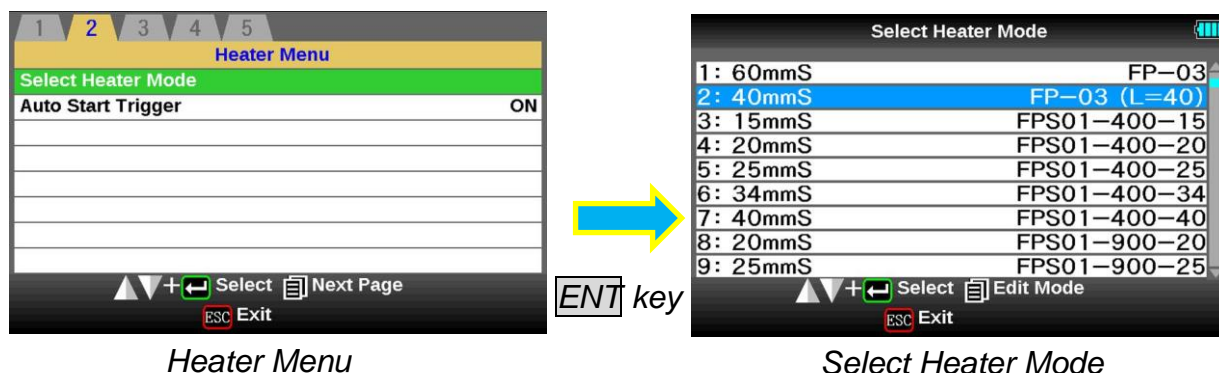 1 2 3 4 5
Heater Menu
Select Heater Mode
Auto Start Trigger ON
+ Select Next Page
ESC Exit
Heater Menu
ENT key
Select Heater Mode
1: 60mmS FP-03
2: 40mmS FP-03 (L=40)
3: 15mmS FPS01-400-15
4: 20mmS FPS01-400-20
5: 25mmS FPS01-400-25
6: 34mmS FPS01-400-34
7: 40mmS FPS01-400-40
8: 20mmS FPS01-900-20
9: 25mmS FPS01-900-25
+ Select Edit Mode
ESC Exit
Select Heater Mode